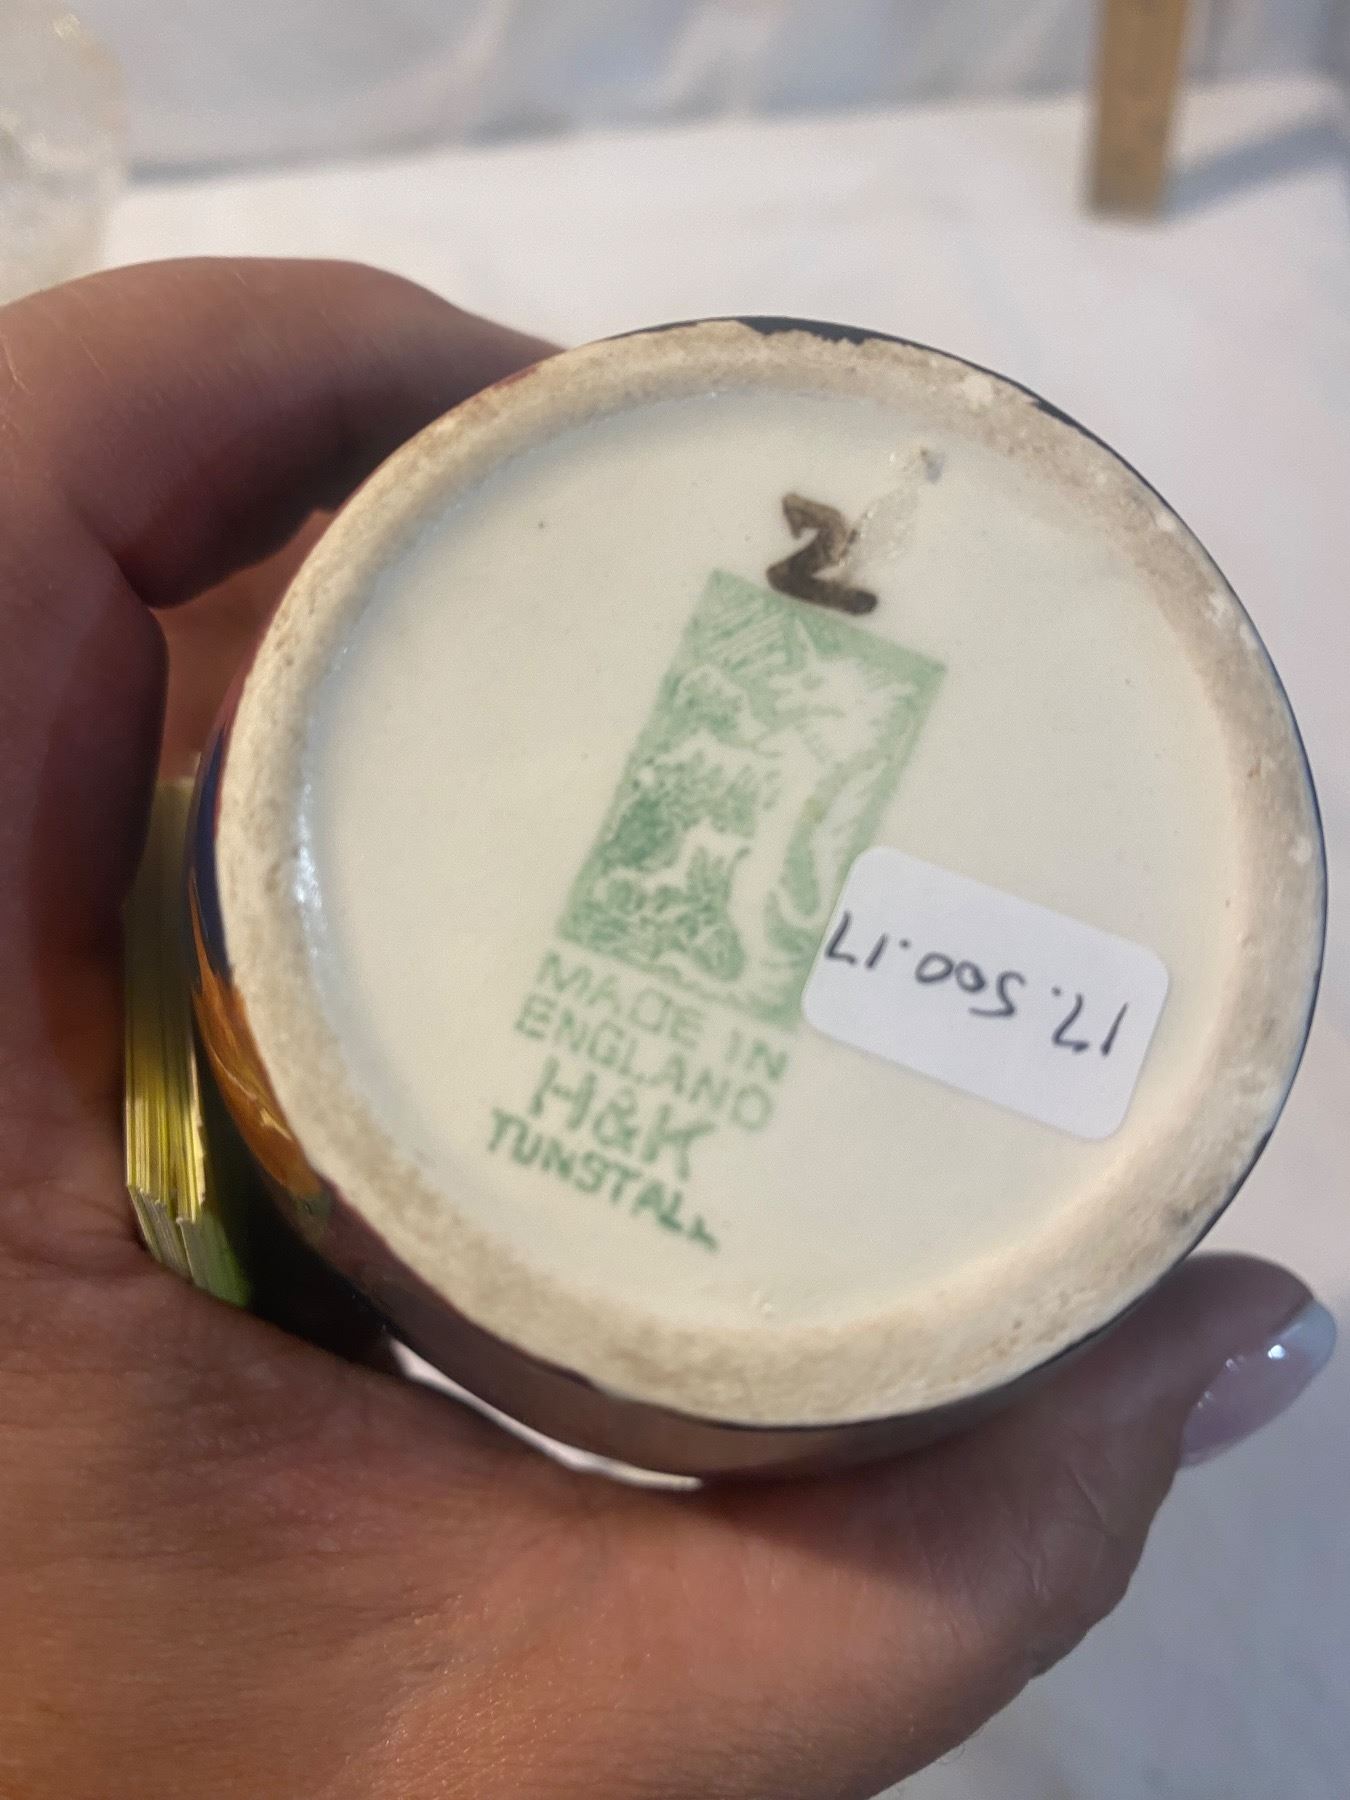 Z
MADE IN
ENGLAND
H&K
TUNSTALL
17.500.17